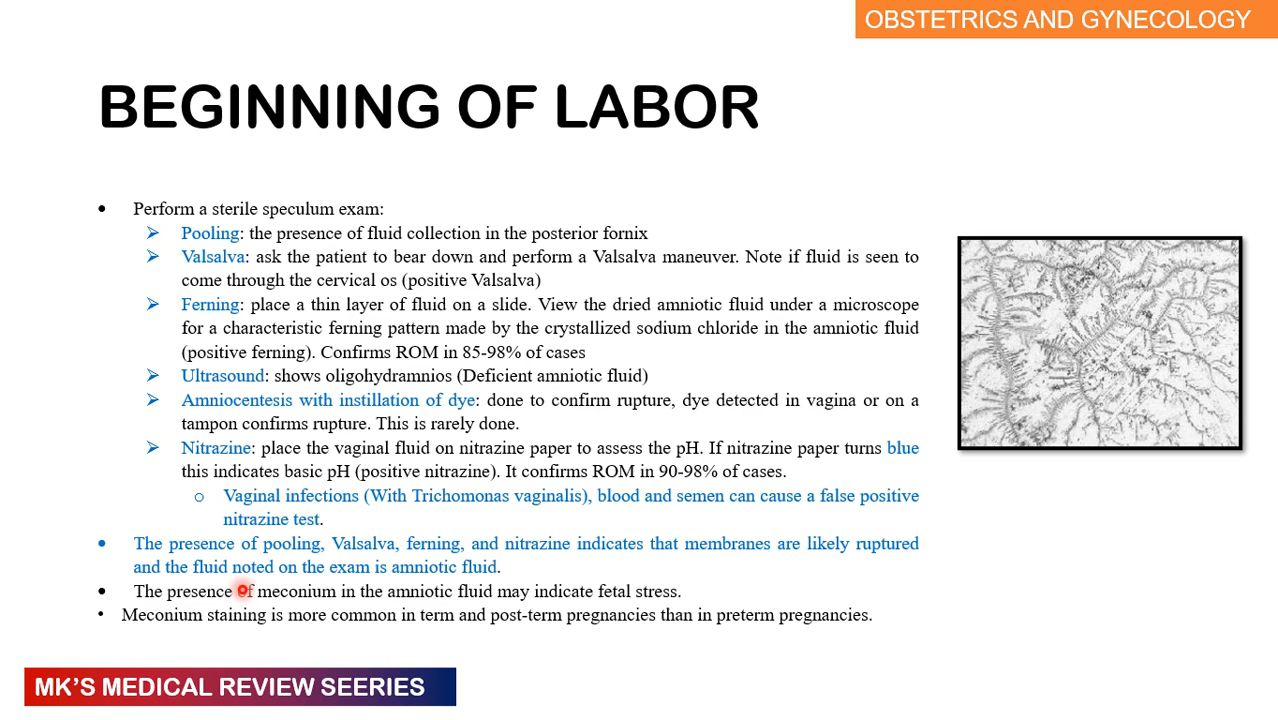 OBSTETRICS AND GYNECOLOGY
BEGINNING OF LABOR
• Perform a sterile speculum exam:
➢ Pooling: the presence of fluid collection in the posterior fornix
➢ Valsalva: ask the patient to bear down and perform a Valsalva maneuver. Note if fluid is seen to
come through the cervical os (positive Valsalva)
➢ Ferning: place a thin layer of fluid on a slide. View the dried amniotic fluid under a microscope
for a characteristic ferning pattern made by the crystallized sodium chloride in the amniotic fluid
(positive ferning). Confirms ROM in 85-98% of cases
➢ Ultrasound: shows oligohydramnios (Deficient amniotic fluid)
➢ Amniocentesis with instillation of dye: done to confirm rupture, dye detected in vagina or on a
tampon confirms rupture. This is rarely done.
➢ Nitrazine: place the vaginal fluid on nitrazine paper to assess the pH. If nitrazine paper turns blue
this indicates basic pH (positive nitrazine). It confirms ROM in 90-98% of cases.
o Vaginal infections (With Trichomonas vaginalis), blood and semen can cause a false positive
nitrazine test.
• The presence of pooling, Valsalva, ferning, and nitrazine indicates that membranes are likely ruptured
and the fluid noted on the exam is amniotic fluid.
• The presence of meconium in the amniotic fluid may indicate fetal stress.
• Meconium staining is more common in term and post-term pregnancies than in preterm pregnancies.
MK'S MEDICAL REVIEW SEERIES